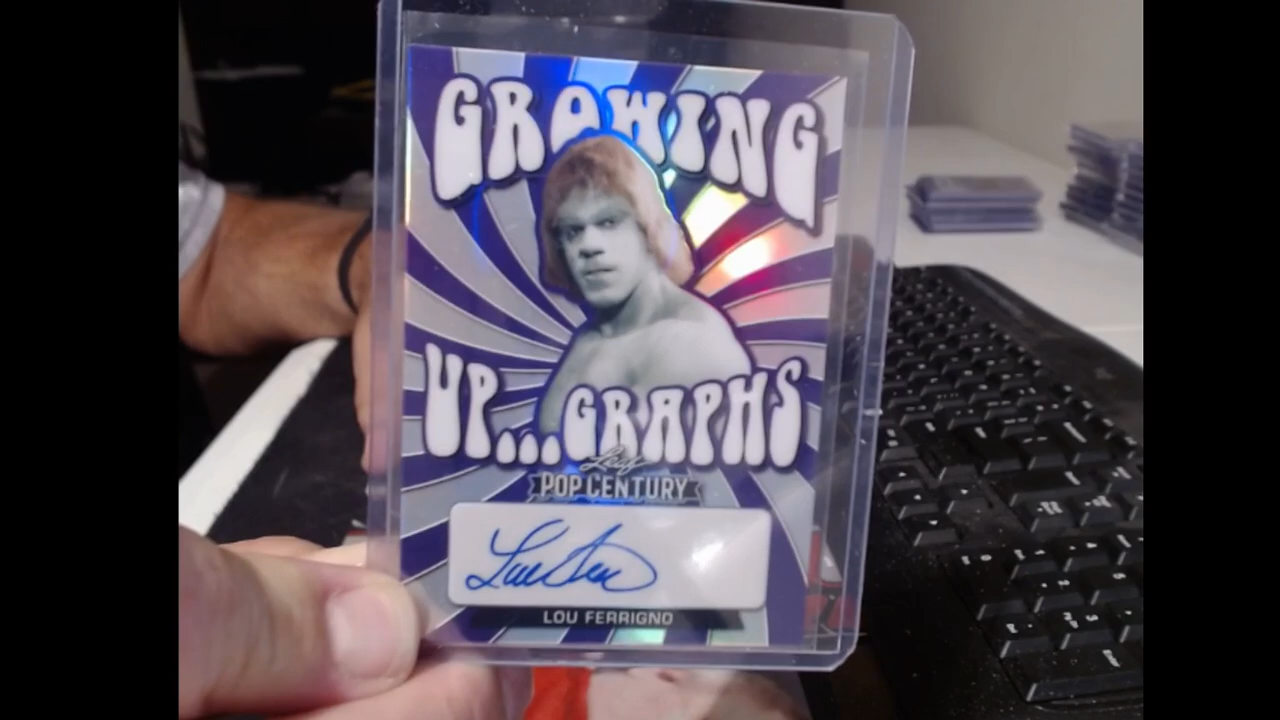 GROWING
UP...GRAPHS
Leaf
POP CENTURY
LOU FERRIGNO